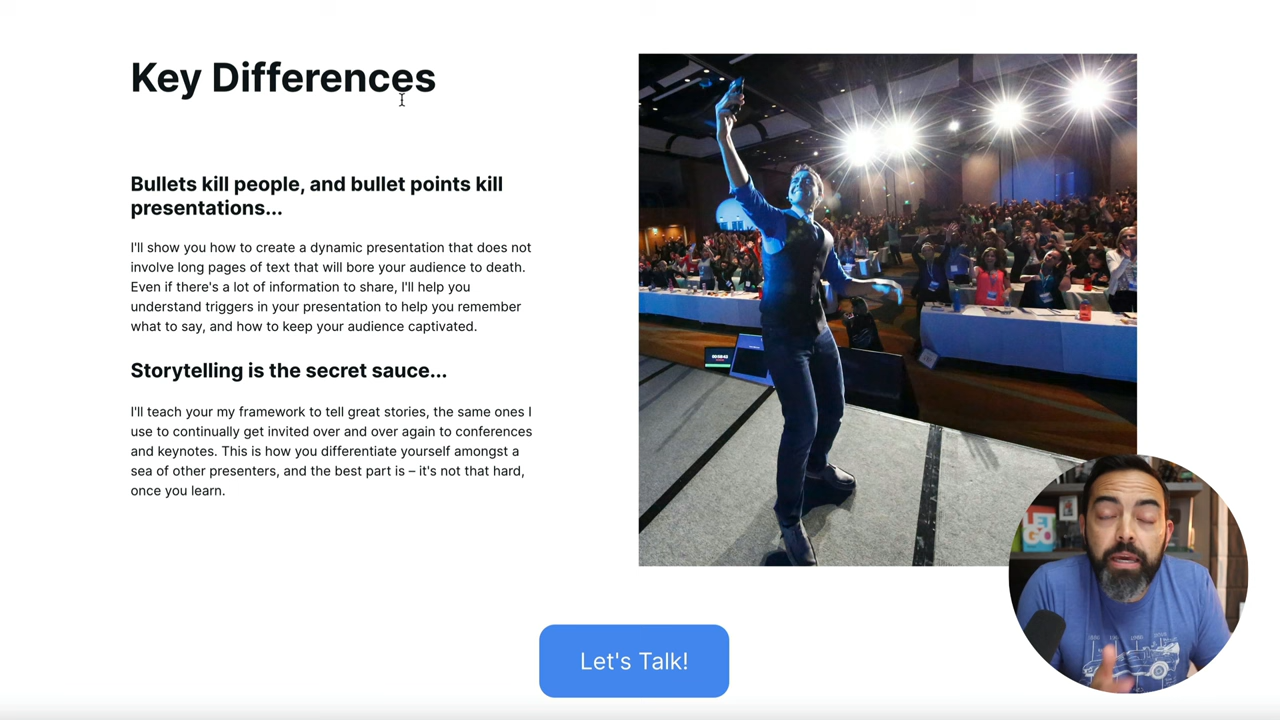 Key Differences
Bullets kill people, and bullet points kill
presentations...
I'll show you how to create a dynamic presentation that does not
involve long pages of text that will bore your audience to death.
Even if there's a lot of information to share, I'll help you
understand triggers in your presentation to help you remember
what to say, and how to keep your audience captivated.
Storytelling is the secret sauce...
I'll teach your my framework to tell great stories, the same ones I
use to continually get invited over and over again to conferences
and keynotes. This is how you differentiate yourself amongst a
sea of other presenters, and the best part is – it's not that hard,
once you learn.
Let's Talk!
LET
GO